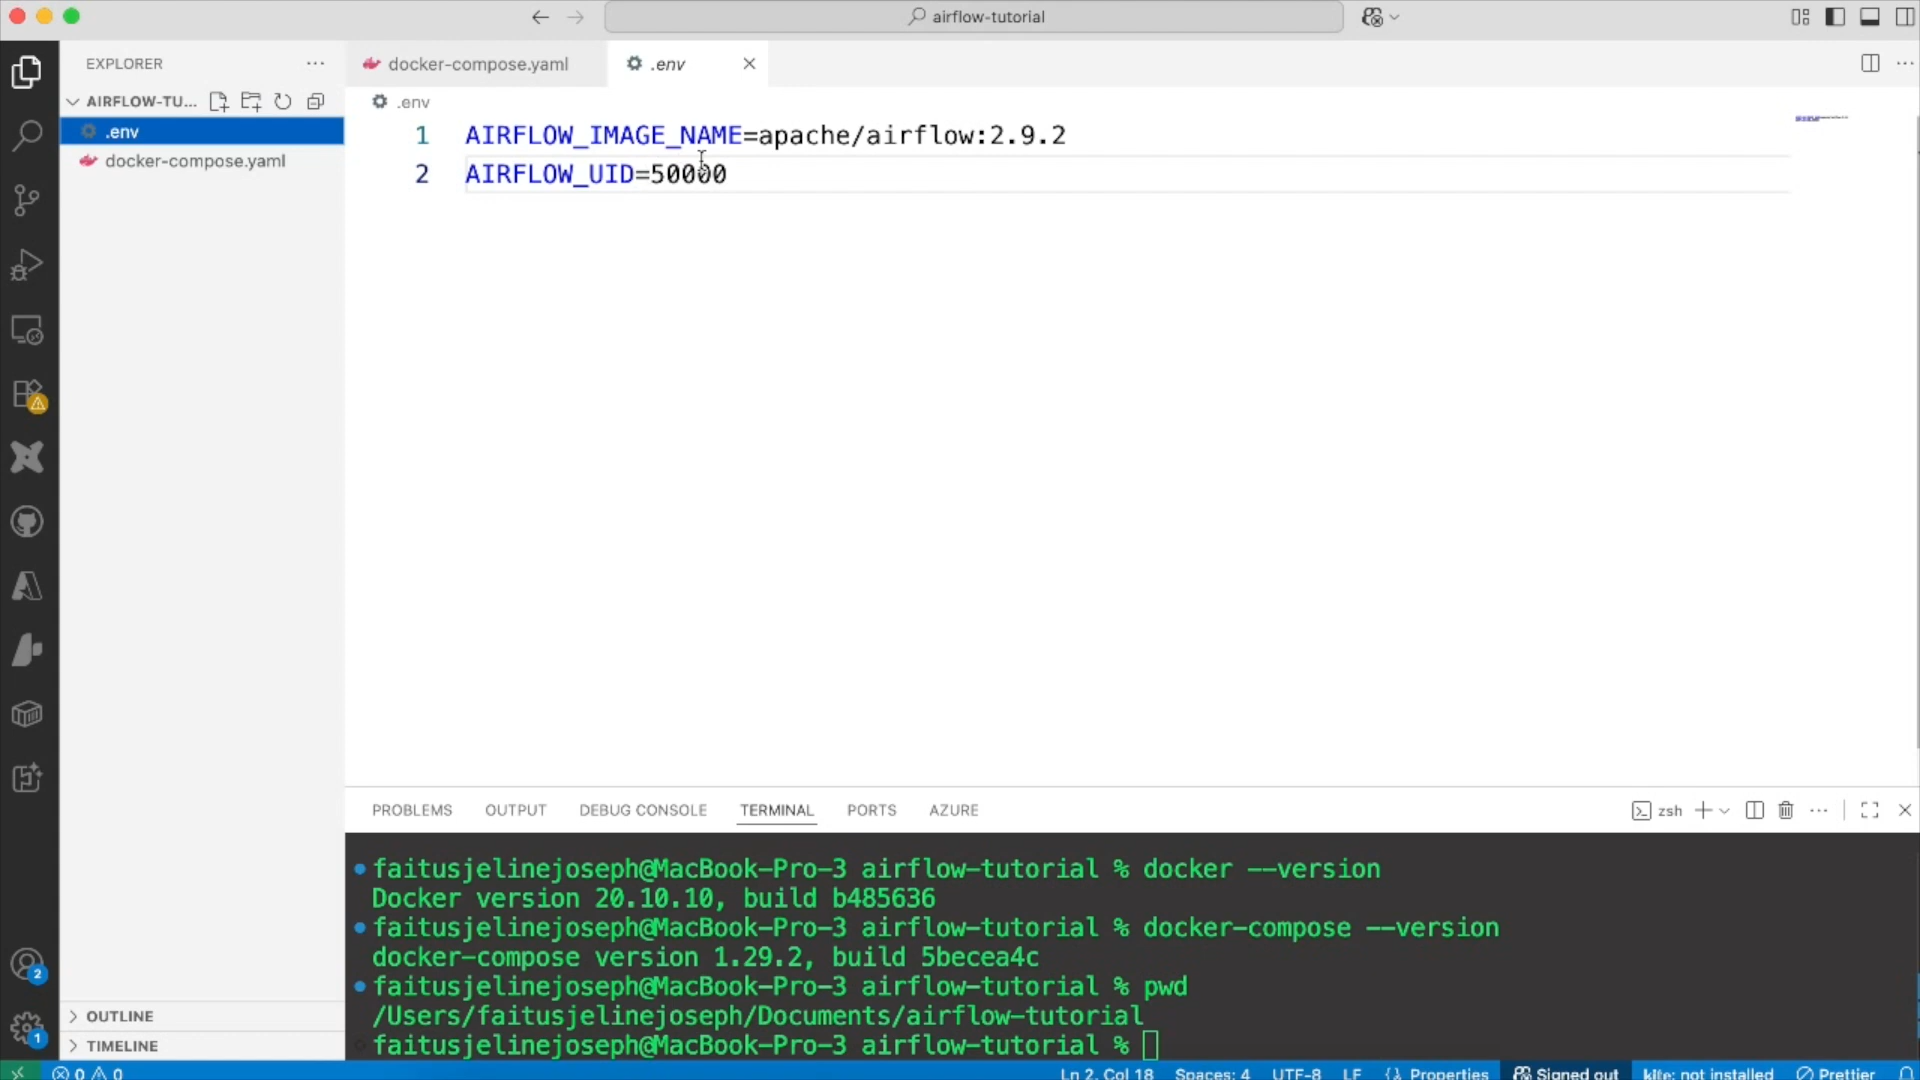 airflow-tutorial
EXPLORER
docker-compose.yaml
.env
AIRFLOW-TU...
.env
.env
docker-compose.yaml
1 AIRFLOW_IMAGE_NAME=apache/airflow:2.9.2
2 AIRFLOW_UID=50000
PROBLEMS OUTPUT DEBUG CONSOLE TERMINAL PORTS AZURE
zsh
faitusjelinejoseph@MacBook-Pro-3 airflow-tutorial % docker --version
Docker version 20.10.10, build b485636
faitusjelinejoseph@MacBook-Pro-3 airflow-tutorial % docker-compose --version
docker-compose version 1.29.2, build 5becea4c
faitusjelinejoseph@MacBook-Pro-3 airflow-tutorial % pwd
/Users/faitusjelinejoseph/Documents/airflow-tutorial
faitusjelinejoseph@MacBook-Pro-3 airflow-tutorial %
2
1
OUTLINE
TIMELINE
0 0 Ln 2, Col 18 Spaces: 4 UTF-8 LF Properties Signed out kite: not installed Prettier